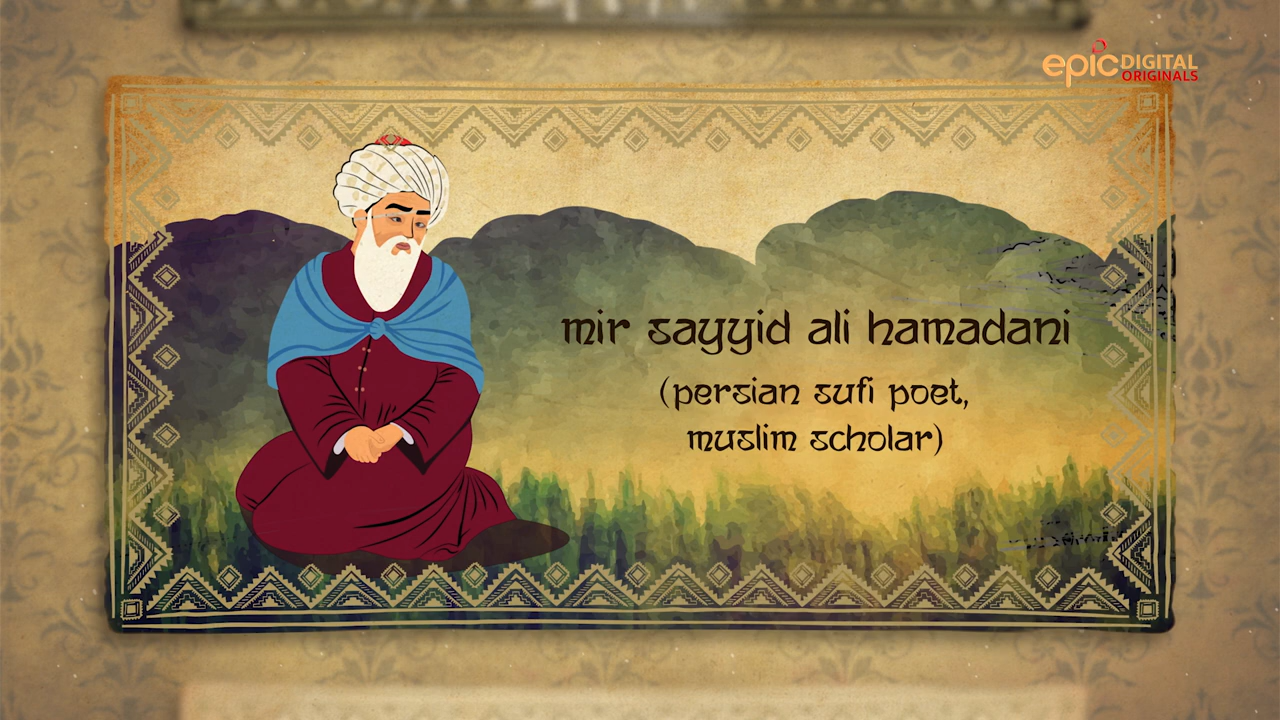 epic DIGITAL
ORIGINALS
mir sayyid ali hamadani
(persian sufi poet,
muslim scholar)